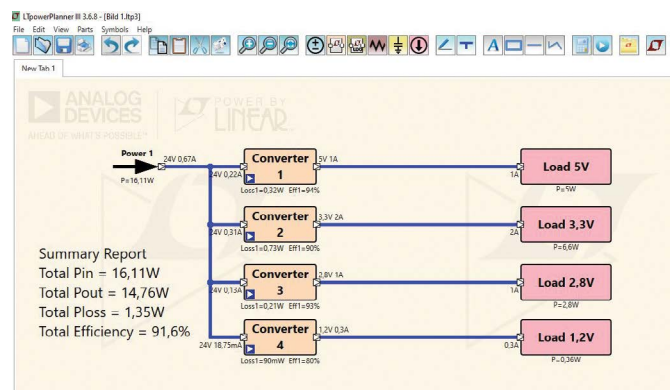 LTpowerPlanner III 3.6.8 - [Bild 1.ltp3]
File Edit View Parts Symbols Help
New Tab 1
ANALOG DEVICES
AHEAD OF WHAT'S POSSIBLE™
POWER BY LINEAR
Power 1
24V 0,67A
P=16,11W
24V 0,22A
Converter 1
5V 1A
Loss1=0,32W Eff1=94%
1A
Load 5V
P=5W
24V 0,31A
Converter 2
3,3V 2A
Loss1=0,73W Eff1=90%
2A
Load 3,3V
P=6,6W
24V 0,13A
Converter 3
2,8V 1A
Loss1=0,21W Eff1=93%
1A
Load 2,8V
P=2,8W
24V 18,75mA
Converter 4
1,2V 0,3A
Loss1=90mW Eff1=80%
0,3A
Load 1,2V
P=0,36W
Summary Report
Total Pin = 16,11W
Total Pout = 14,76W
Total Ploss = 1,35W
Total Efficiency = 91,6%